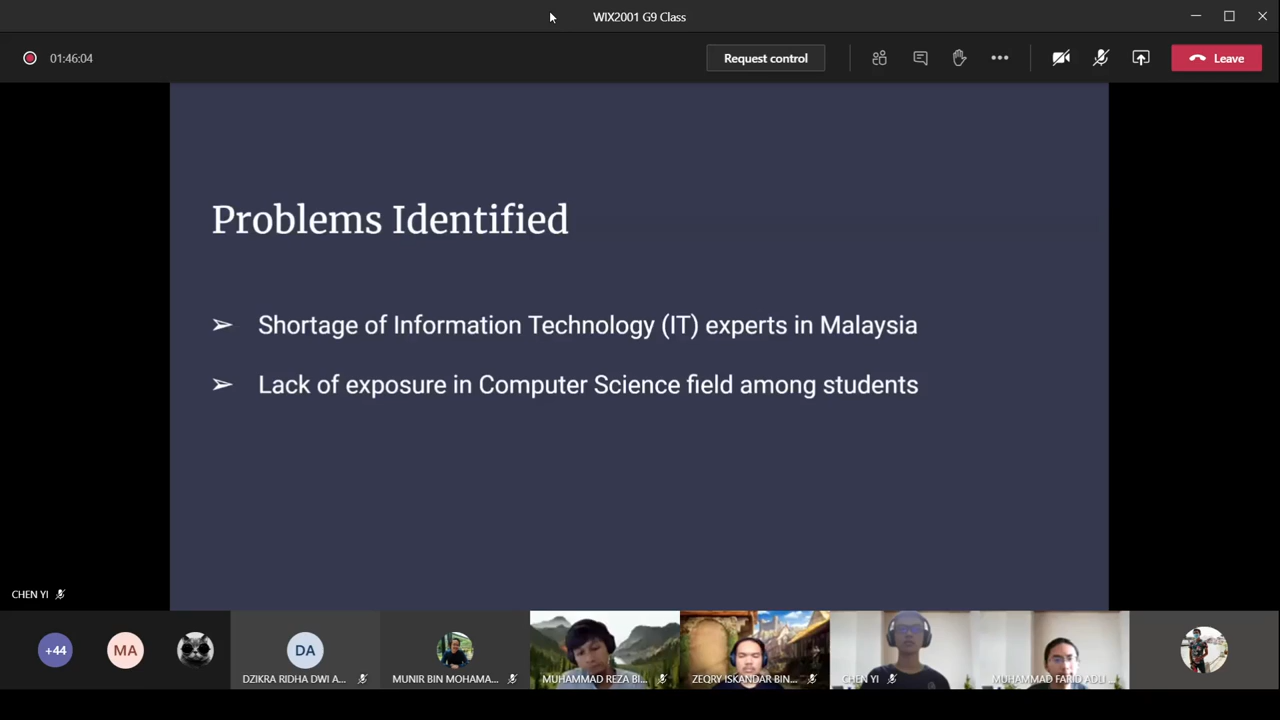 WIX2001 G9 Class
01:46:04
Request control
Leave
Problems Identified
➢ Shortage of Information Technology (IT) experts in Malaysia
➢ Lack of exposure in Computer Science field among students
CHEN YI
+44
MA
DA
DZIKRA RIDHA DWI A...
MUNIR BIN MOHAMA...
MUHAMMAD REZA BI...
ZEQRY ISKANDAR BIN...
CHEN YI
MUHAMMAD FARID ADLI ...